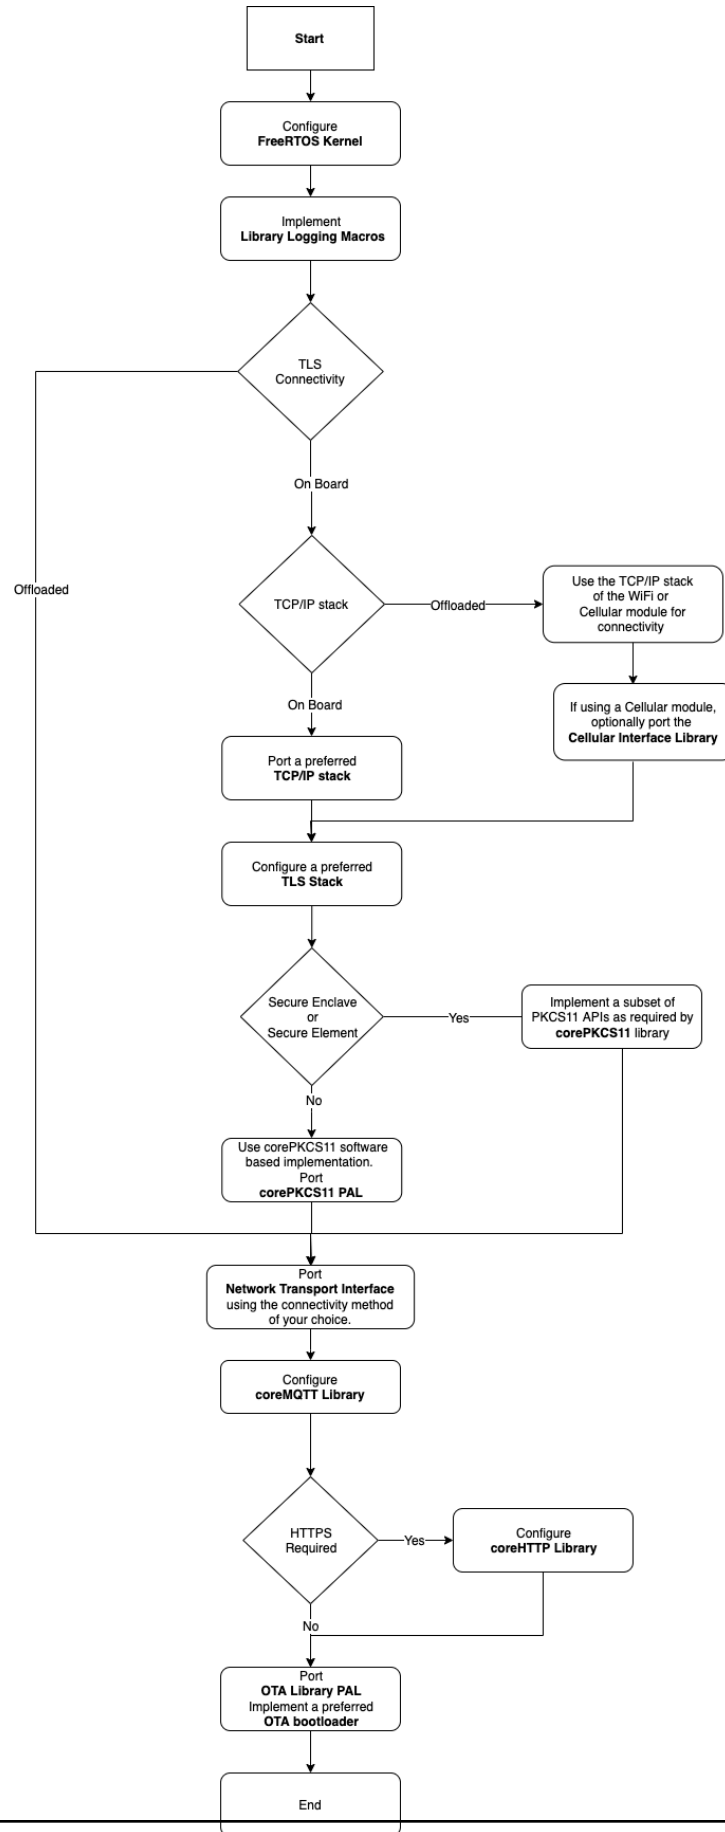 Start
Configure
FreeRTOS Kernel
Implement
Library Logging Macros
TLS
Connectivity
On Board
Offloaded
TCP/IP stack
Offloaded
Use the TCP/IP stack
of the WiFi or
Cellular module for
connectivity
On Board
If using a Cellular module,
optionally port the
Cellular Interface Library
Port a preferred
TCP/IP stack
Configure a preferred
TLS Stack
Secure Enclave
or
Secure Element
Yes
Implement a subset of
PKCS11 APIs as required by
corePKCS11 library
No
Use corePKCS11 software
based implementation.
Port
corePKCS11 PAL
Port
Network Transport Interface
using the connectivity method
of your choice.
Configure
coreMQTT Library
HTTPS
Required
Yes
Configure
coreHTTP Library
No
Port
OTA Library PAL
Implement a preferred
OTA bootloader
End